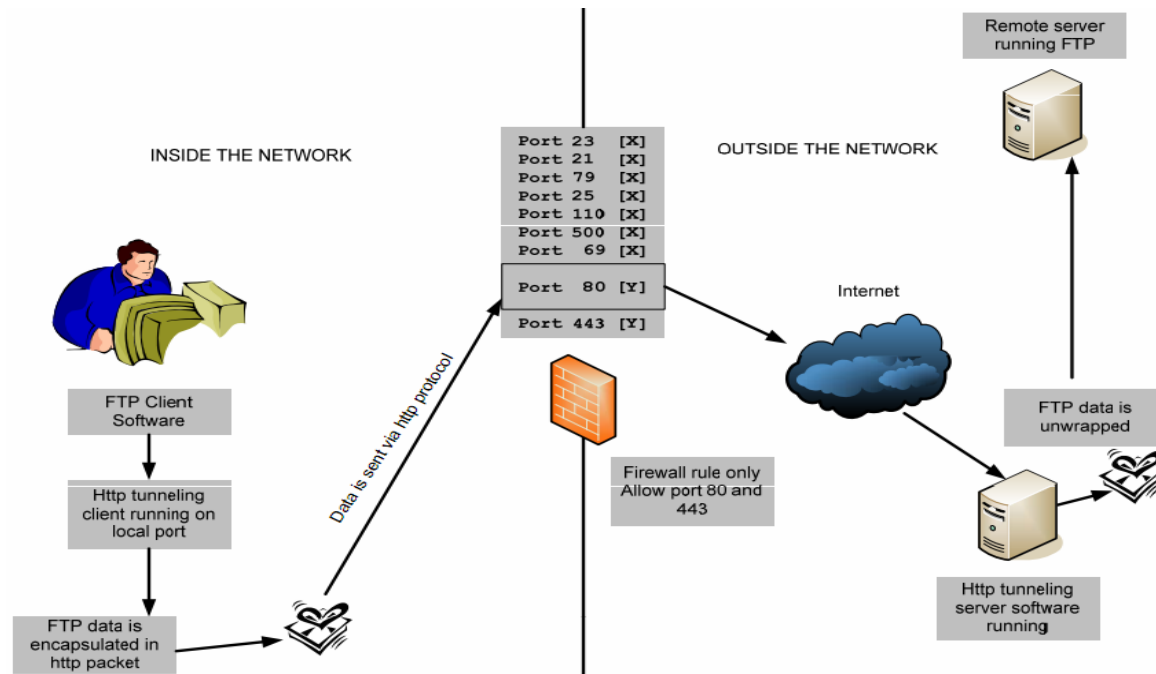 INSIDE THE NETWORK
FTP Client
Software
Http tunneling
client running on
local port
FTP data is
encapsulated in
http packet
Data is sent via http protocol
Port 23 [X]
Port 21 [X]
Port 79 [X]
Port 25 [X]
Port 110 [X]
Port 500 [X]
Port 69 [X]
Port 80 [Y]
Port 443 [Y]
Firewall rule only
Allow port 80 and
443
OUTSIDE THE NETWORK
Internet
Remote server
running FTP
FTP data is
unwrapped
Http tunneling
server software
running